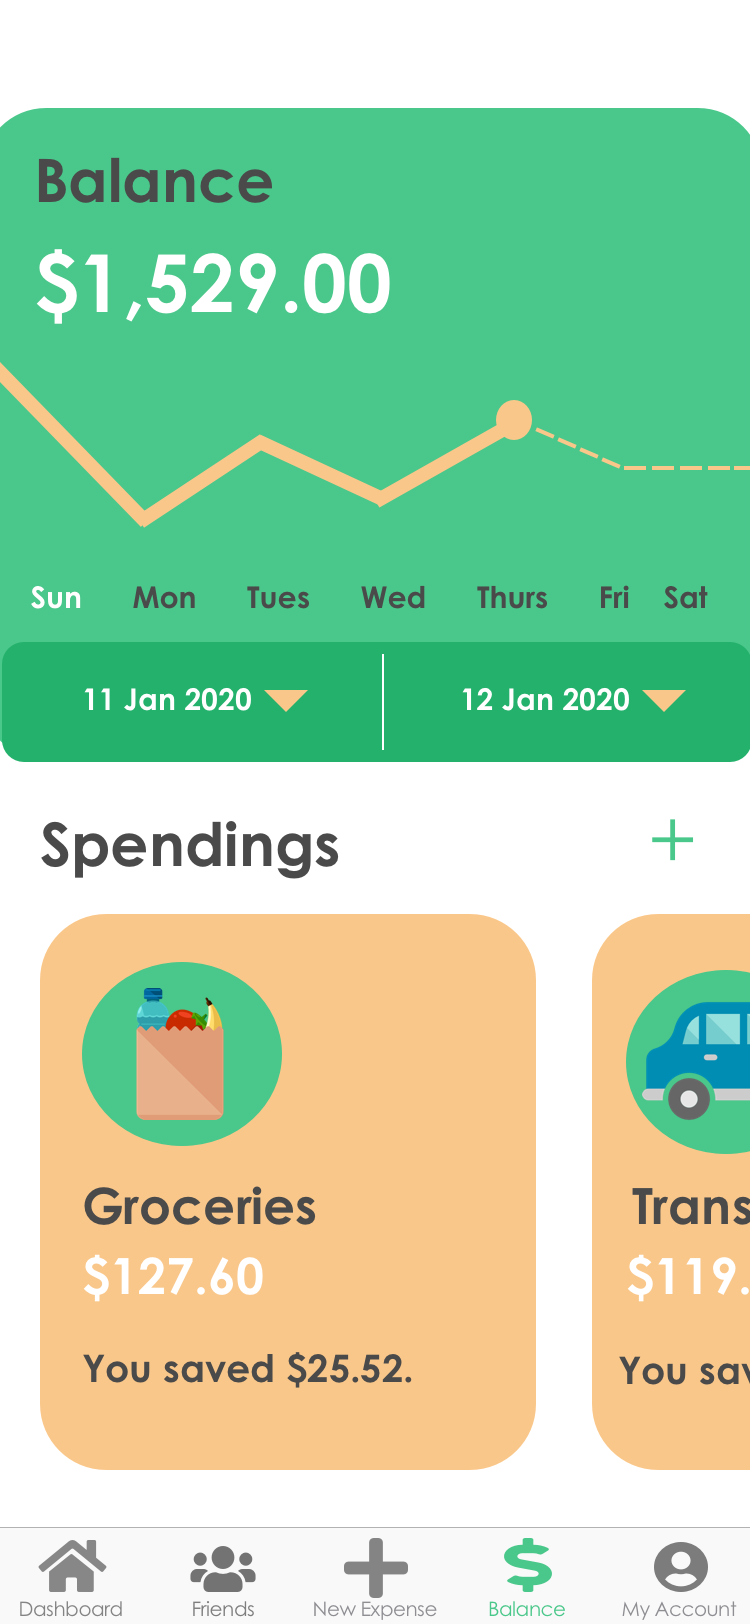 Balance
$1,529.00
Sun Mon Tues Wed Thurs Fri Sat
11 Jan 2020 12 Jan 2020
Spendings
Groceries
$127.60
You saved $25.52.
Trans
$119.
You sav
Dashboard Friends New Expense Balance My Account